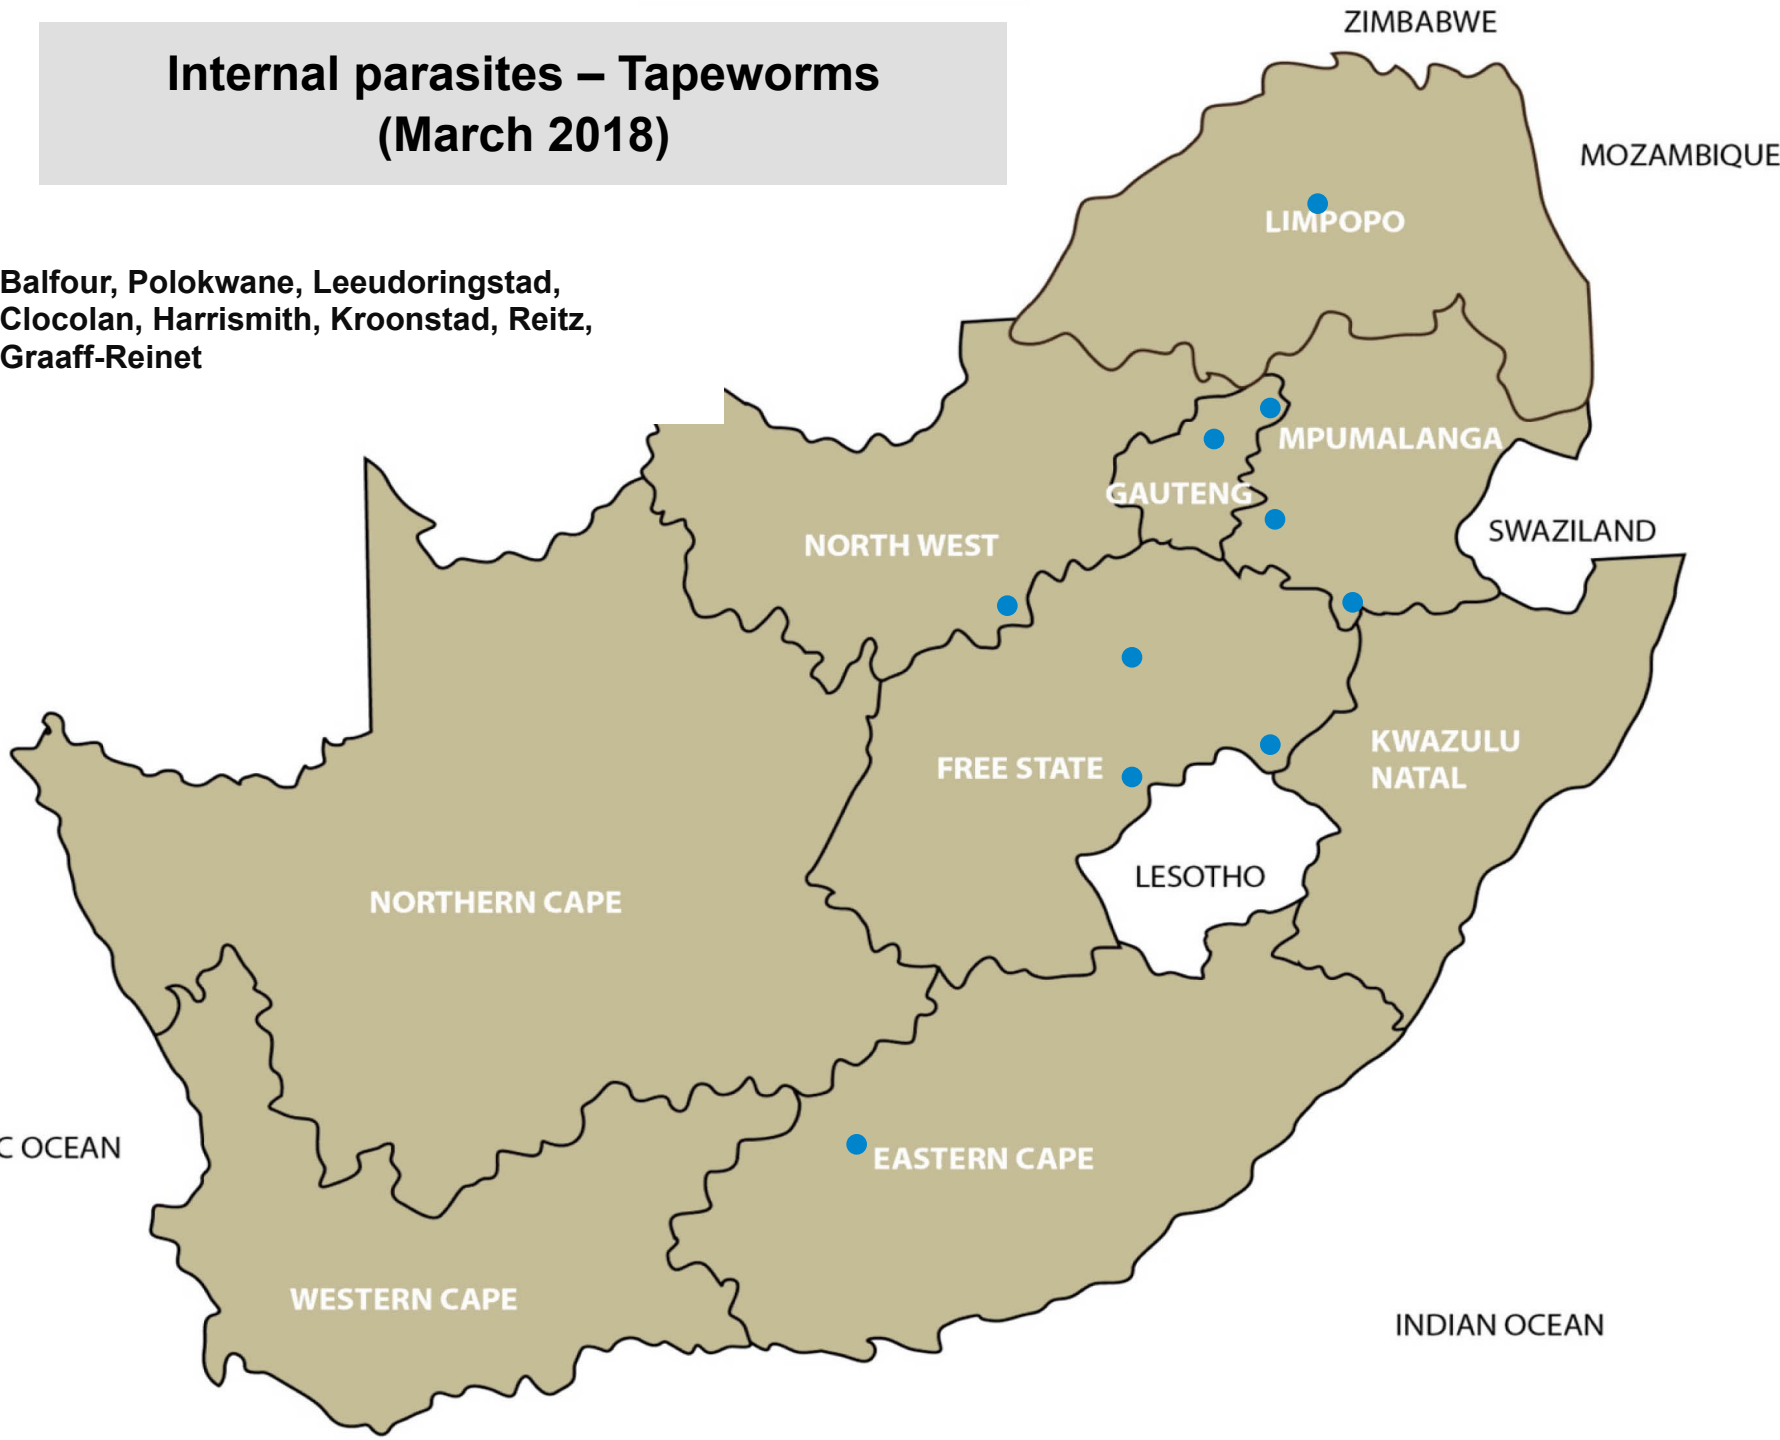 Internal parasites – Tapeworms
(March 2018)
Balfour, Polokwane, Leeudoringstad,
Clocolan, Harrismith, Kroonstad, Reitz,
Graaff-Reinet
ZIMBABWE
MOZAMBIQUE
LIMPOPO
MPUMALANGA
GAUTENG
SWAZILAND
NORTH WEST
KWAZULU
NATAL
FREE STATE
LESOTHO
NORTHERN CAPE
C OCEAN
EASTERN CAPE
WESTERN CAPE
INDIAN OCEAN